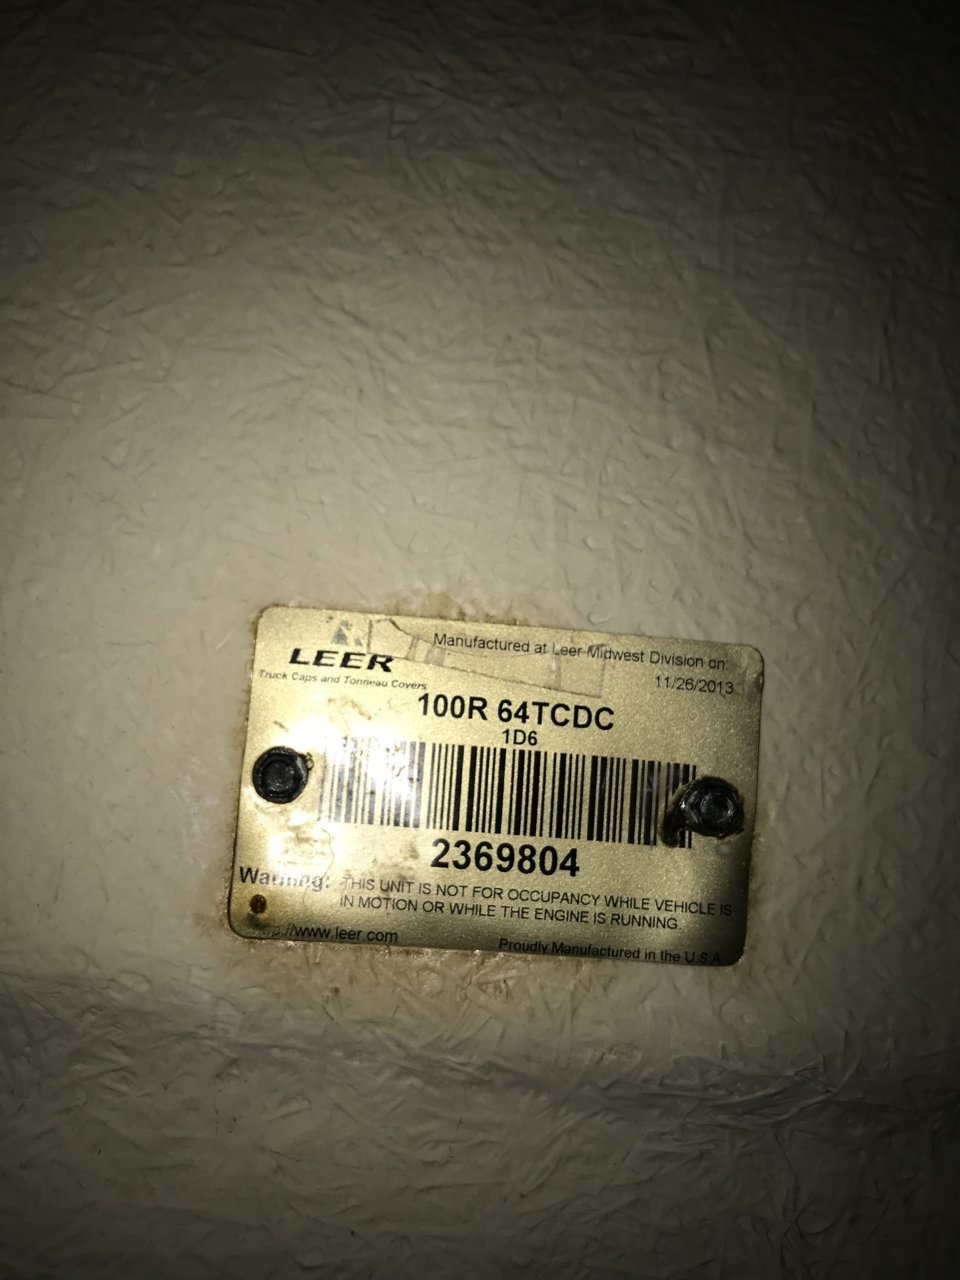 LEER
Truck Caps and Tonneau Covers
Manufactured at Leer Midwest Division on:
11/26/2013
100R 64TCDC
1D6
2369804
Warning: THIS UNIT IS NOT FOR OCCUPANCY WHILE VEHICLE IS
IN MOTION OR WHILE THE ENGINE IS RUNNING
://www.leer.com
Proudly Manufactured in the U.S.A